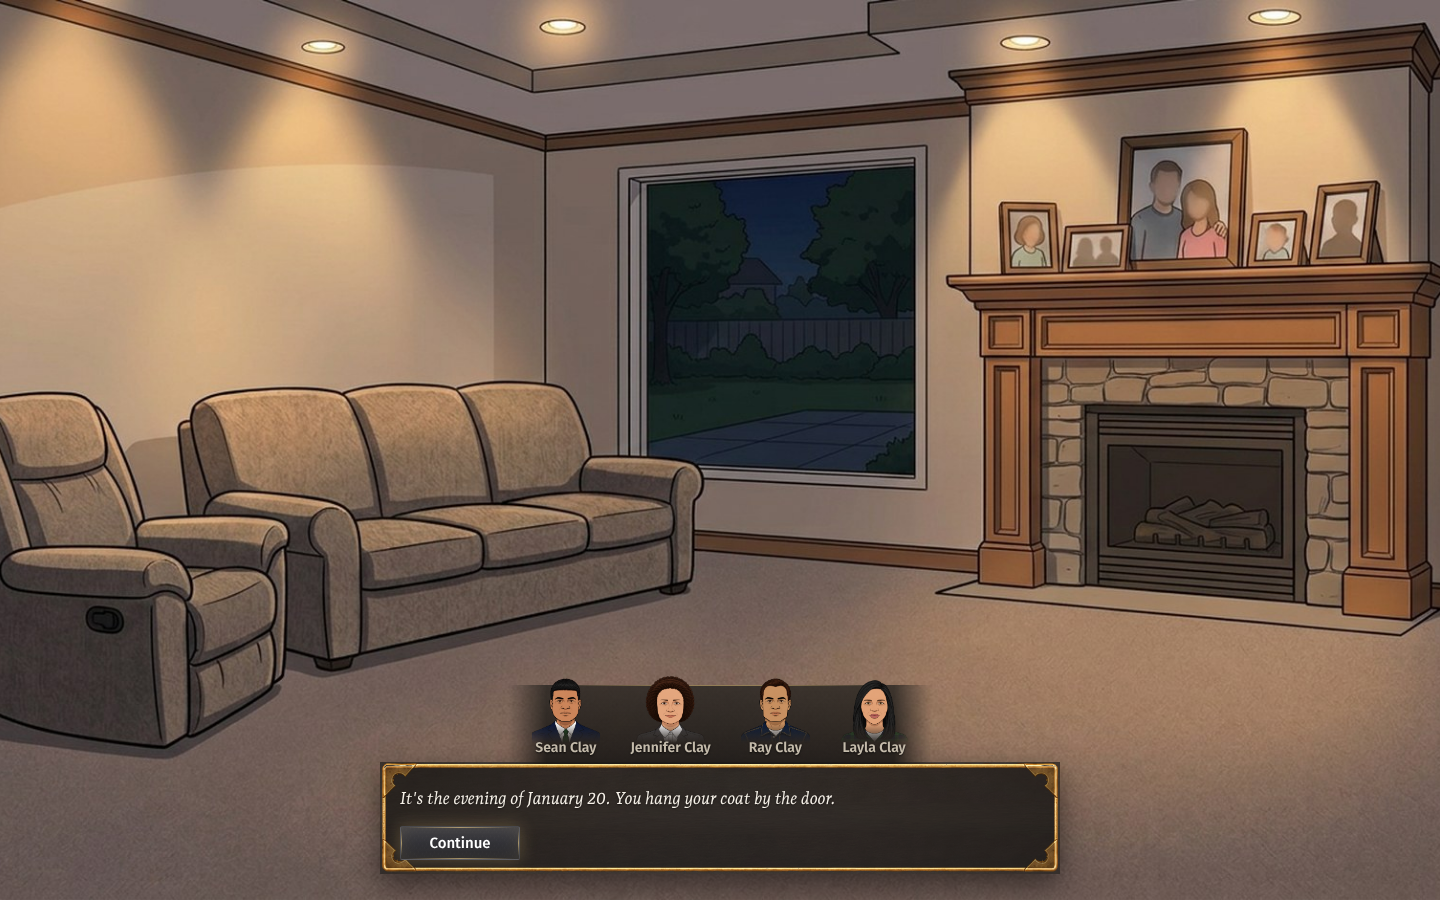 Sean Clay
Jennifer Clay
Ray Clay
Layla Clay
It's the evening of January 20. You hang your coat by the door.
Continue